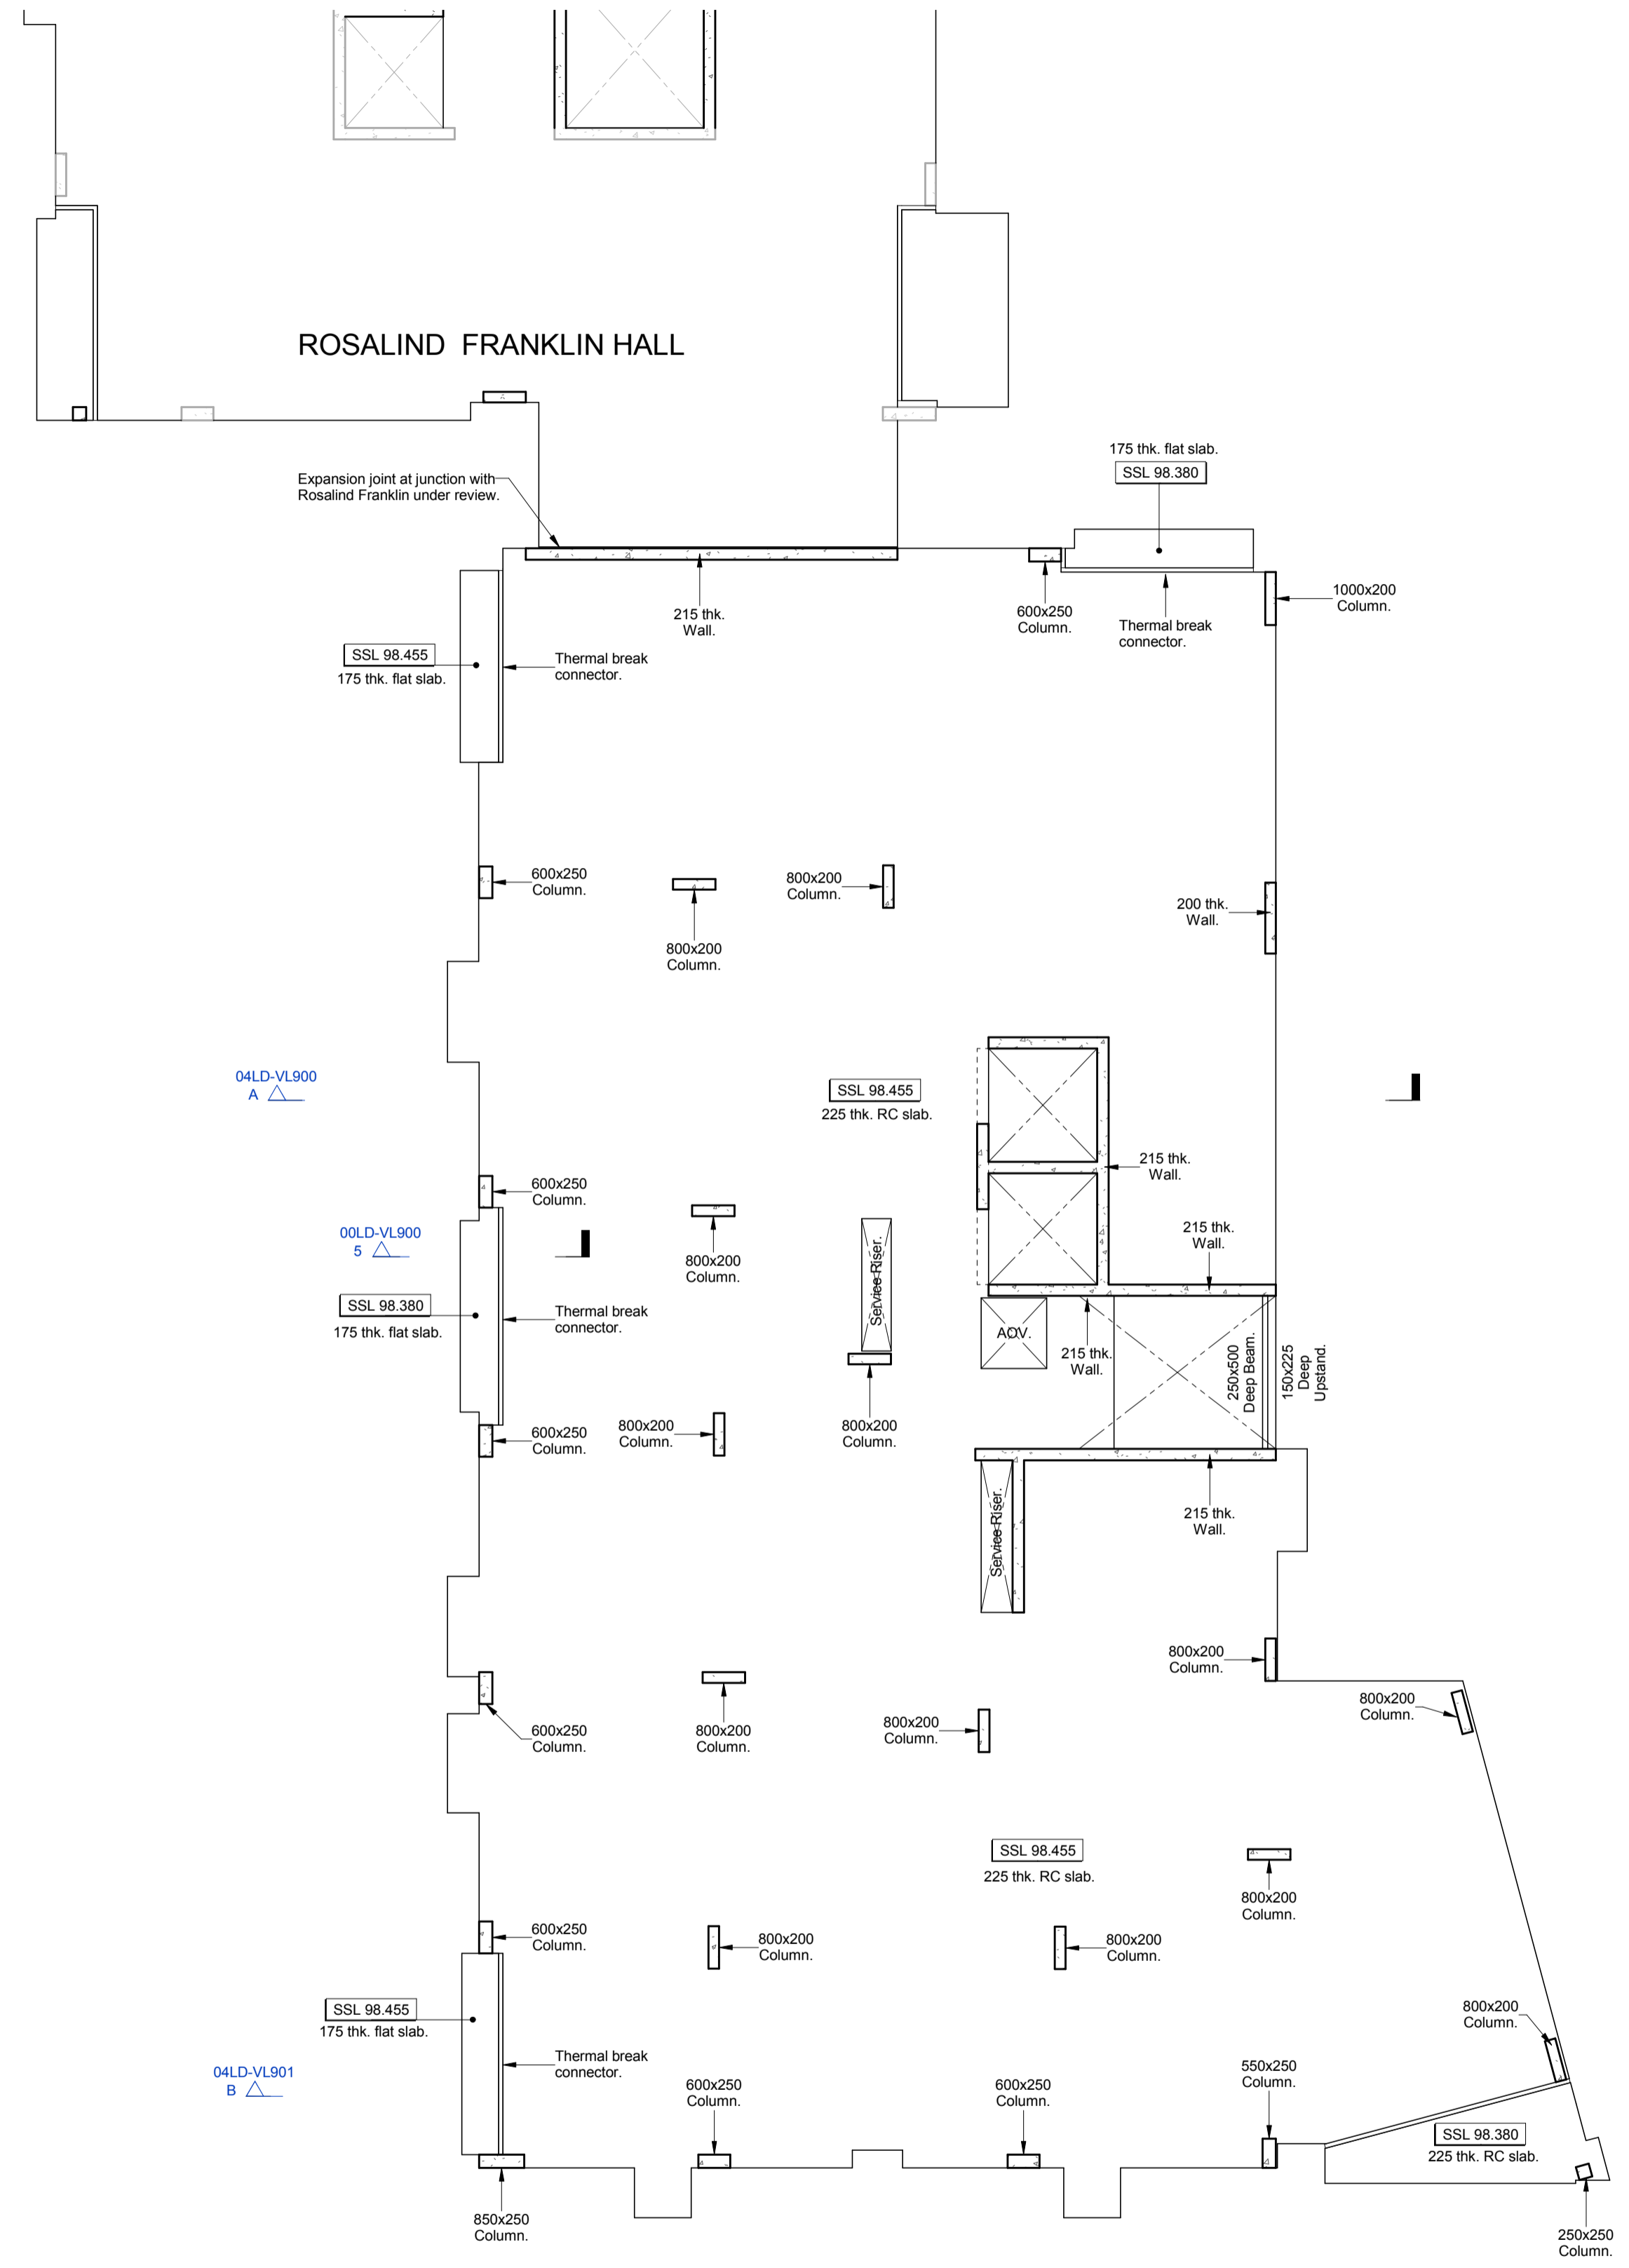 ROSALIND FRANKLIN HALL
Expansion joint at junction with
Rosalind Franklin under review.
175 thk. flat slab.
SSL 98.380
215 thk.
Wall.
600x250
Column.
Thermal break
connector.
1000x200
Column.
SSL 98.455
175 thk. flat slab.
Thermal break
connector.
600x250
Column.
800x200
Column.
800x200
Column.
200 thk.
Wall.
04LD-VL900
A
SSL 98.455
225 thk. RC slab.
215 thk.
Wall.
600x250
Column.
00LD-VL900
5
800x200
Column.
Service Riser.
215 thk.
Wall.
SSL 98.380
175 thk. flat slab.
Thermal break
connector.
AOV.
215 thk.
Wall.
250x500
Deep Beam.
150x225
Deep
Upstand.
600x250
Column.
800x200
Column.
800x200
Column.
Service Riser.
215 thk.
Wall.
800x200
Column.
800x200
Column.
600x250
Column.
800x200
Column.
800x200
Column.
SSL 98.455
225 thk. RC slab.
800x200
Column.
600x250
Column.
800x200
Column.
800x200
Column.
SSL 98.455
175 thk. flat slab.
800x200
Column.
04LD-VL901
B
Thermal break
connector.
600x250
Column.
600x250
Column.
550x250
Column.
SSL 98.380
225 thk. RC slab.
850x250
Column.
250x250
Column.